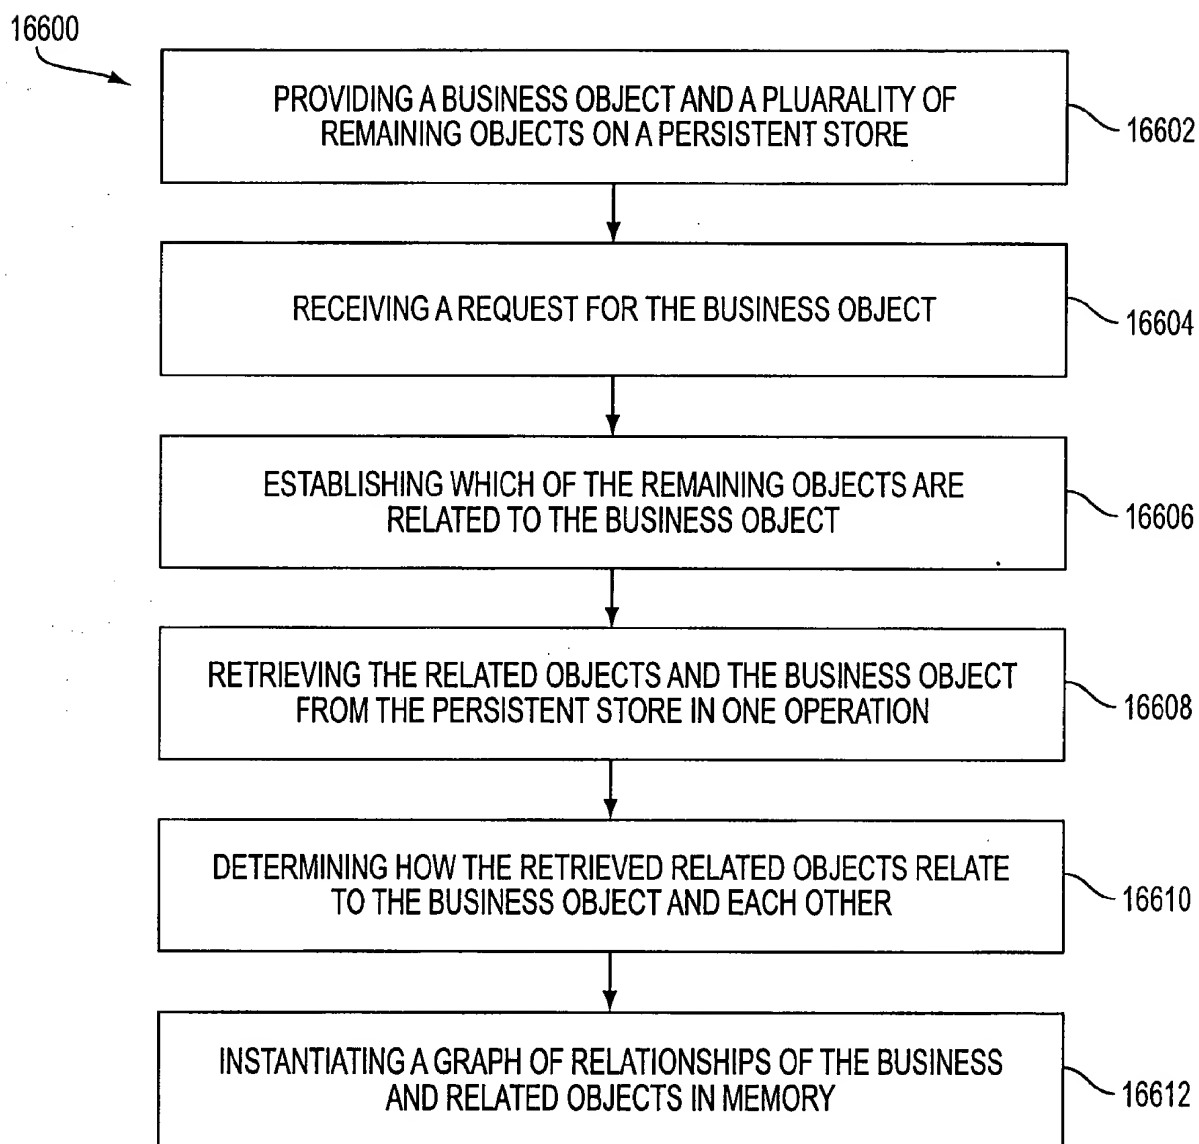 16600
PROVIDING A BUSINESS OBJECT AND A PLUARALITY OF
REMAINING OBJECTS ON A PERSISTENT STORE
16602
RECEIVING A REQUEST FOR THE BUSINESS OBJECT
16604
ESTABLISHING WHICH OF THE REMAINING OBJECTS ARE
RELATED TO THE BUSINESS OBJECT
16606
RETRIEVING THE RELATED OBJECTS AND THE BUSINESS OBJECT
FROM THE PERSISTENT STORE IN ONE OPERATION
16608
DETERMINING HOW THE RETRIEVED RELATED OBJECTS RELATE
TO THE BUSINESS OBJECT AND EACH OTHER
16610
INSTANTIATING A GRAPH OF RELATIONSHIPS OF THE BUSINESS
AND RELATED OBJECTS IN MEMORY
16612